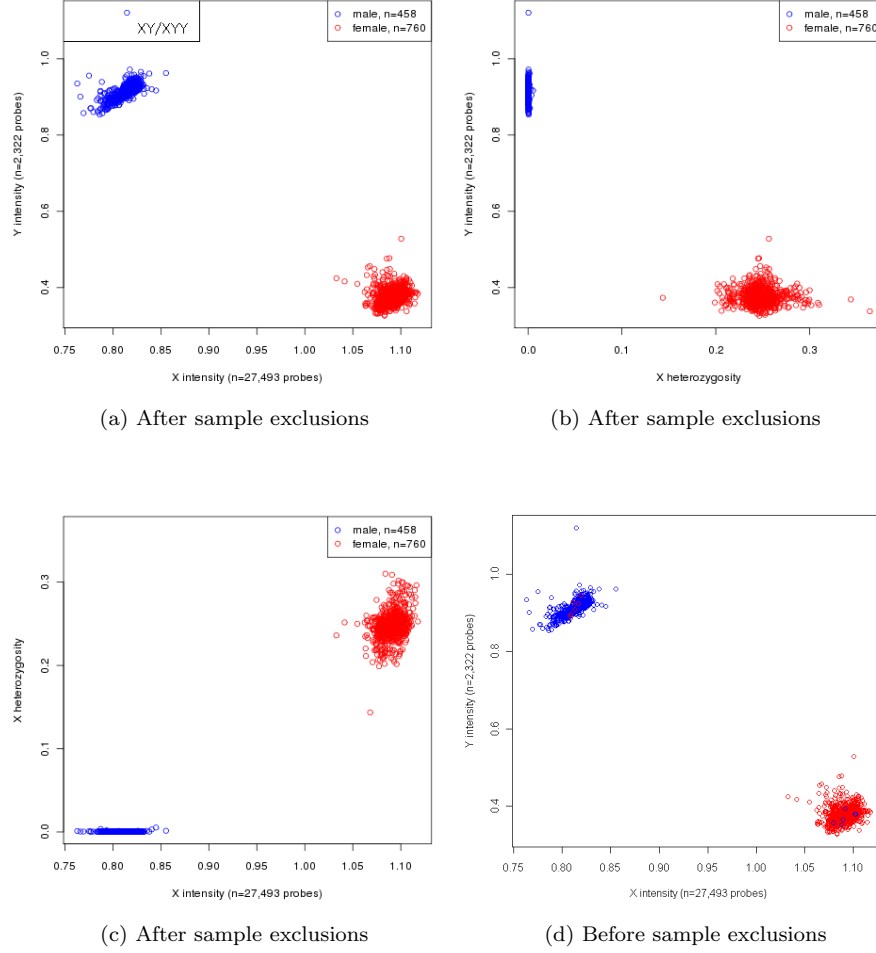 XY/XYY
male, n=458
female, n=760
1.0
0.8
0.6
0.4
Y intensity (n=2,322 probes)
0.75 0.80 0.85 0.90 0.95 1.00 1.05 1.10
X intensity (n=27,493 probes)
(a) After sample exclusions
male, n=458
female, n=760
1.0
0.8
0.6
0.4
Y intensity (n=2,322 probes)
0.0 0.1 0.2 0.3
X heterozygosity
(b) After sample exclusions
male, n=458
female, n=760
0.3
0.2
0.1
0.0
X heterozygosity
0.75 0.80 0.85 0.90 0.95 1.00 1.05 1.10
X intensity (n=27,493 probes)
(c) After sample exclusions
1.0
0.8
0.6
0.4
Y intensity (n=2,322 probes)
0.75 0.80 0.85 0.90 0.95 1.00 1.05 1.10
X intensity (n=27,493 probes)
(d) Before sample exclusions